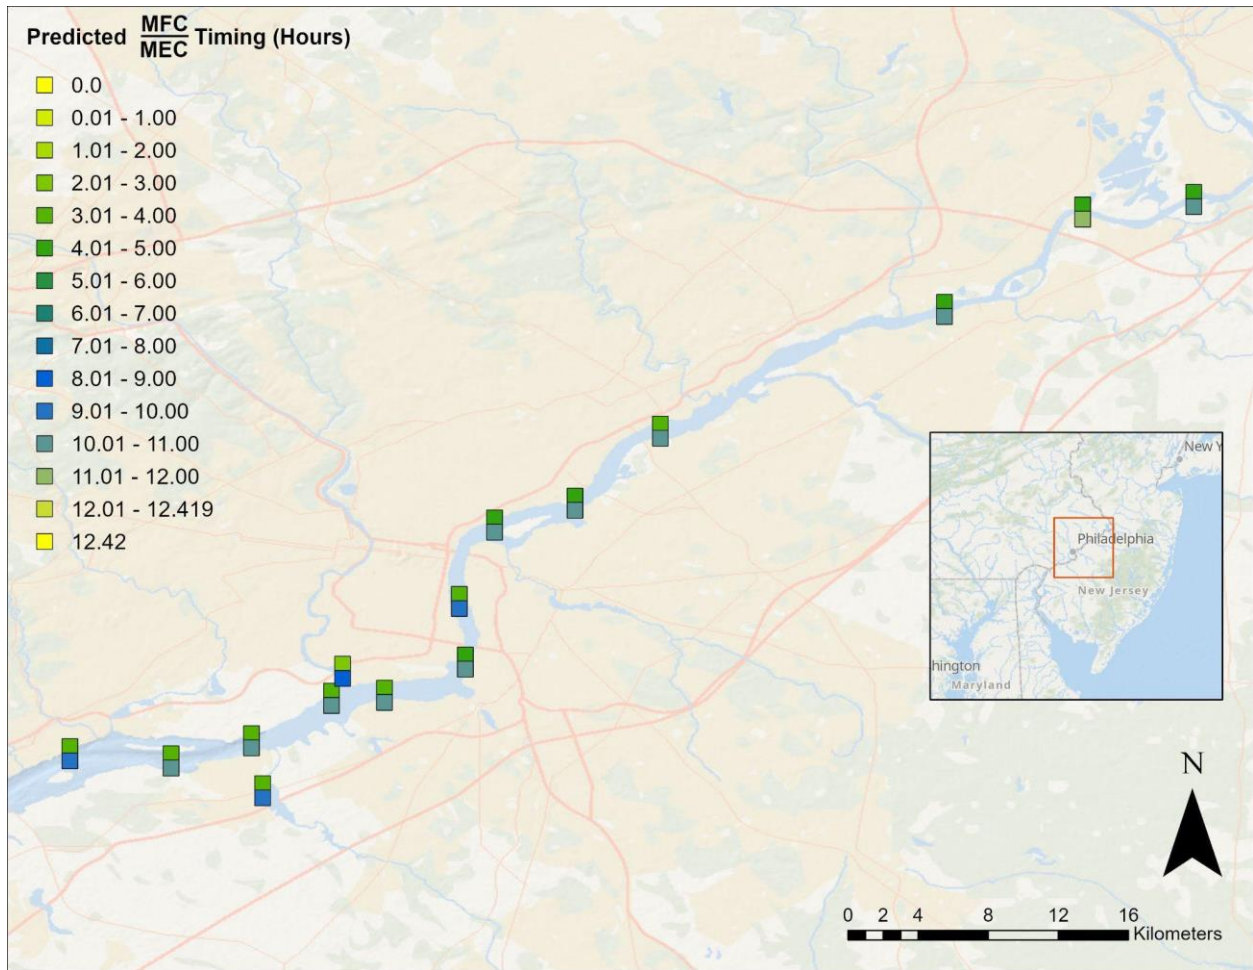 Predicted MFC Timing (Hours)
MEC
0.0
0.01 - 1.00
1.01 - 2.00
2.01 - 3.00
3.01 - 4.00
4.01 - 5.00
5.01 - 6.00
6.01 - 7.00
7.01 - 8.00
8.01 - 9.00
9.01 - 10.00
10.01 - 11.00
11.01 - 12.00
12.01 - 12.419
12.42
New Y
Philadelphia
New Jersey
hington
Maryland
N
0 2 4 8 12 16
Kilometers